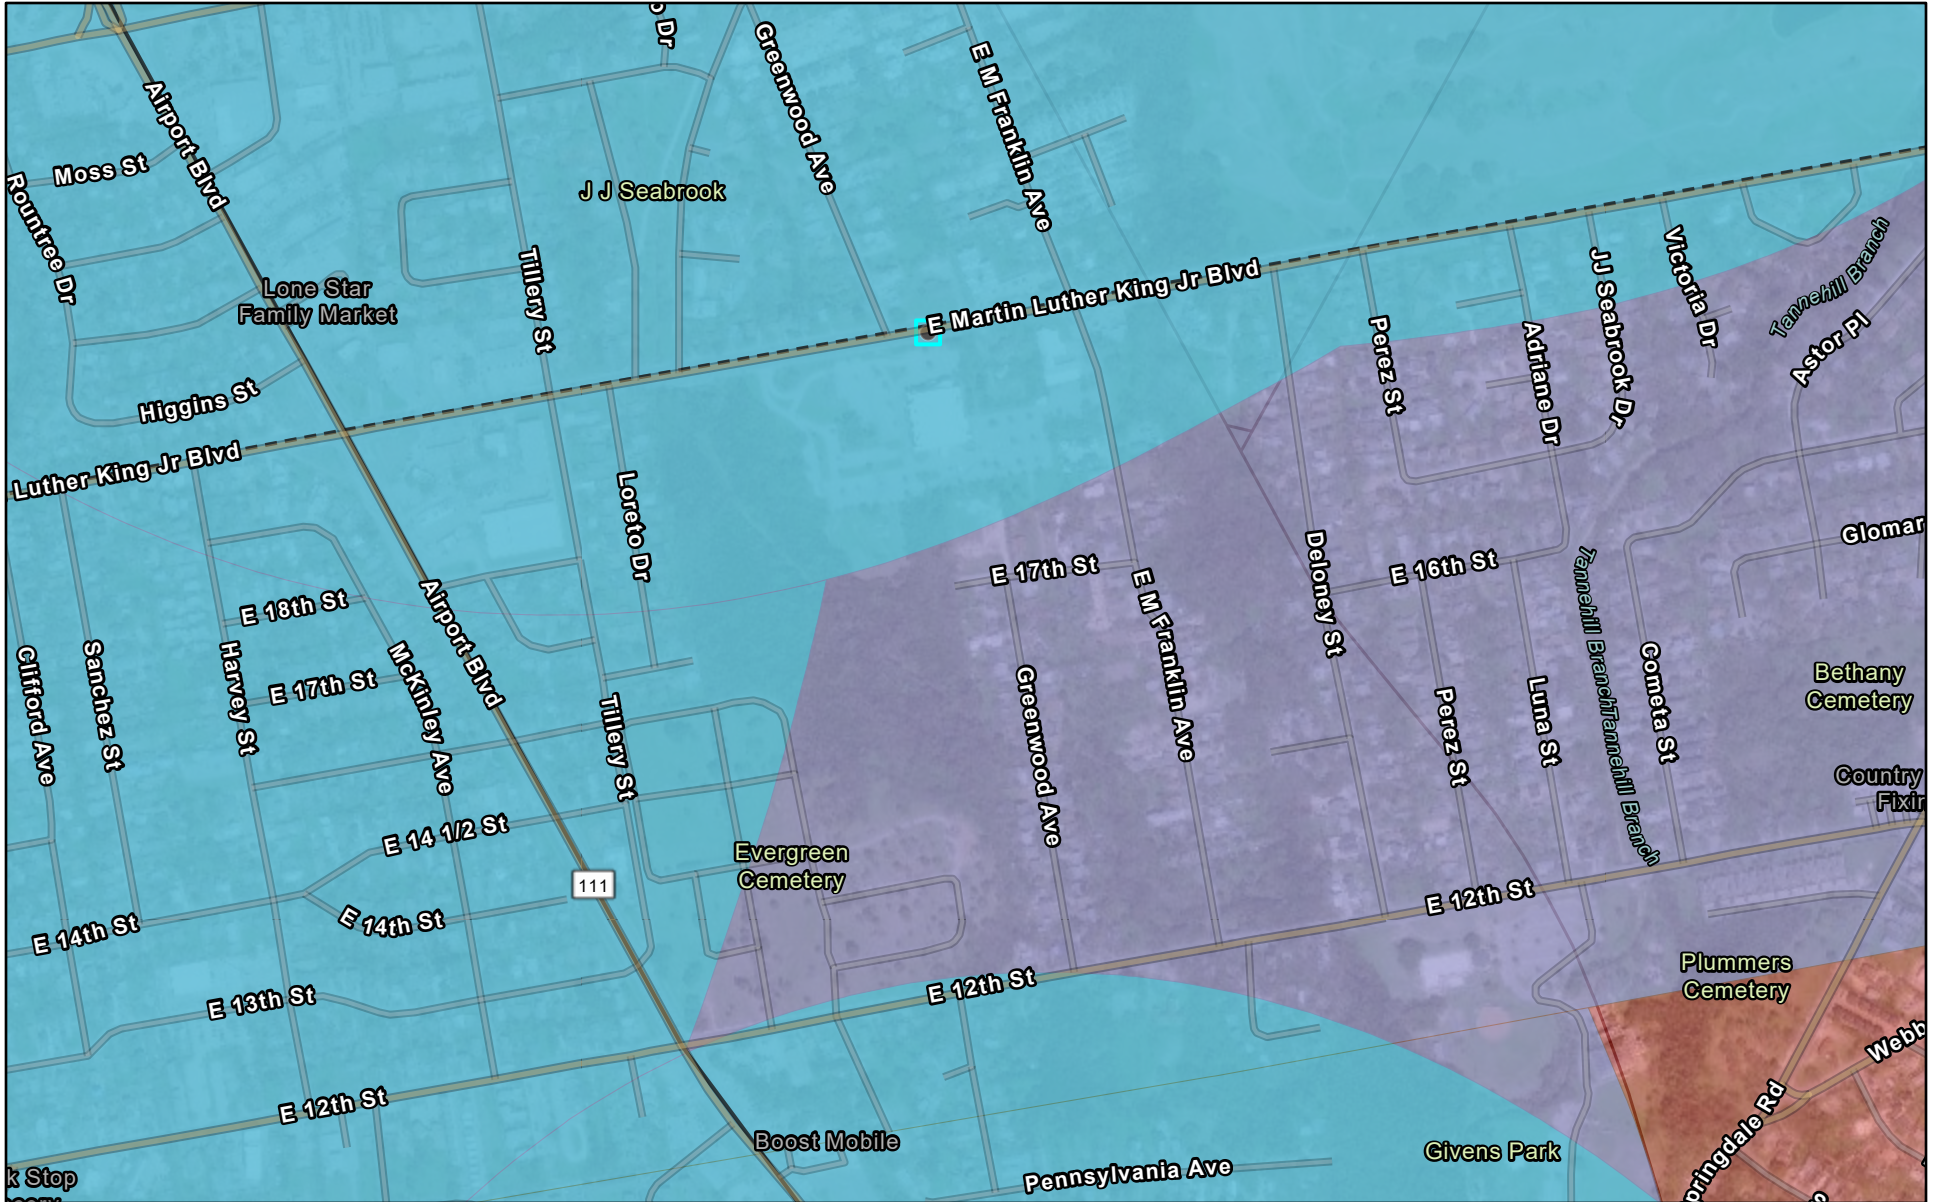 o Dr
Greenwood Ave
E M Franklin Ave
Airport Blvd
Moss St
J J Seabrook
Rountree Dr
Tillery St
Lone Star
Family Market
E Martin Luther King Jr Blvd
JJ Seabrook Dr
Victoria Dr
Tannehill Branch
Perez St
Adriane Dr
Astor Pl
Higgins St
Luther King Jr Blvd
Loreto Dr
Glomar
E 17th St
E 16th St
Deloney St
E 18th St
Airport Blvd
E M Franklin Ave
Tannehill Branch
Tannehill Branch
Clifford Ave
Sanchez St
Harvey St
E 17th St
McKinley Ave
Tillery St
Greenwood Ave
Perez St
Luna St
Cometa St
Bethany
Cemetery
Country
Fixin
E 14 1/2 St
Evergreen
Cemetery
111
E 12th St
E 14th St
E 14th St
Plummers
Cemetery
E 13th St
E 12th St
Webb
E 12th St
Boost Mobile
Givens Park
Pennsylvania Ave
pringdale Rd
k Stop